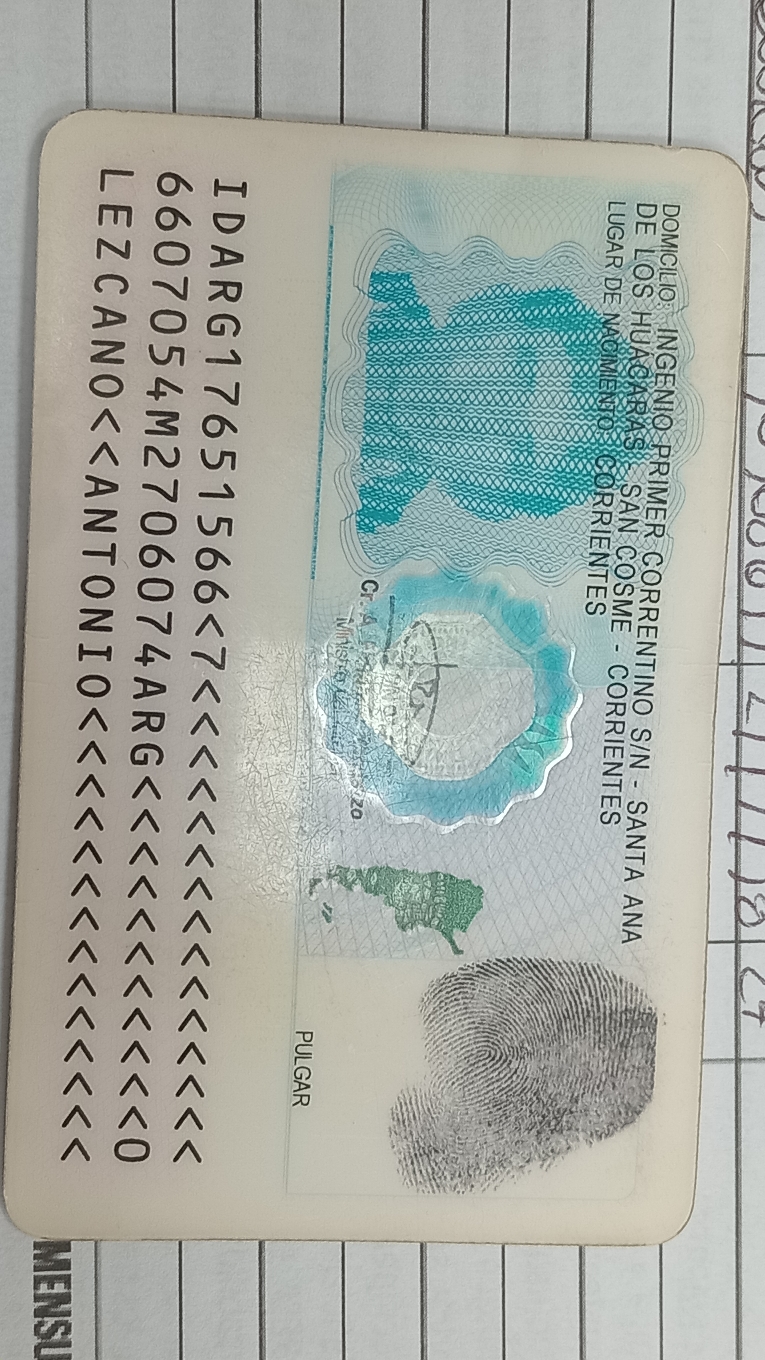 DOMICILIO: INGENIO PRIMER CORRENTINO S/N - SANTA ANA
DE LOS HUACARAS - SAN COSME - CORRIENTES
LUGAR DE NACIMIENTO: CORRIENTES
PULGAR
IDARG17651566<7<<<<<<<<<<<<<<<
6607054M2706074ARG<<<<<<<<<<<0
LEZCANO<<ANTONIO<<<<<<<<<<<<<<
MENSU